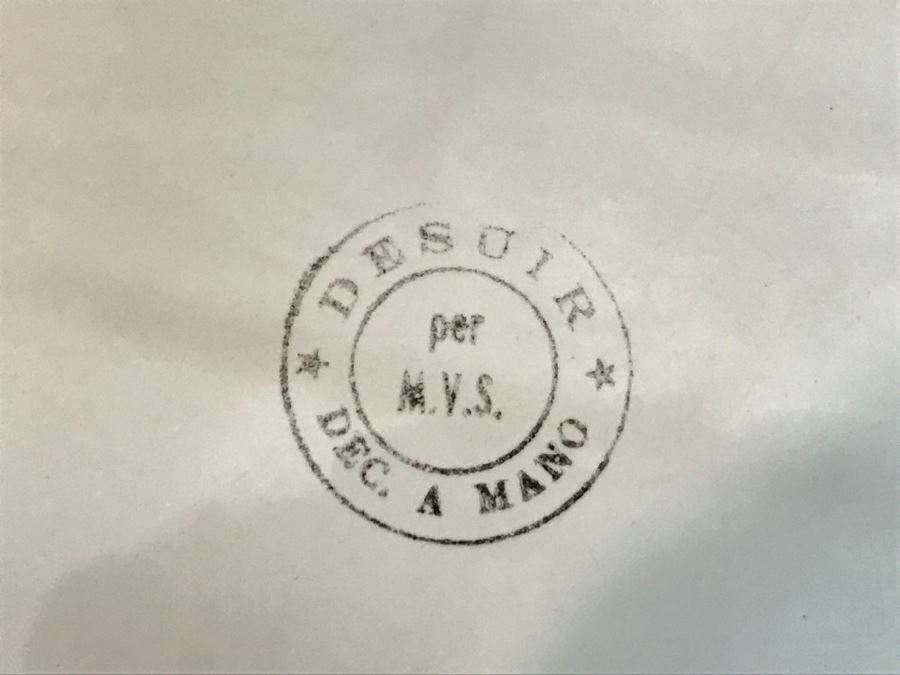 DESUIR
per
M.V.S.
DEC. A MANO